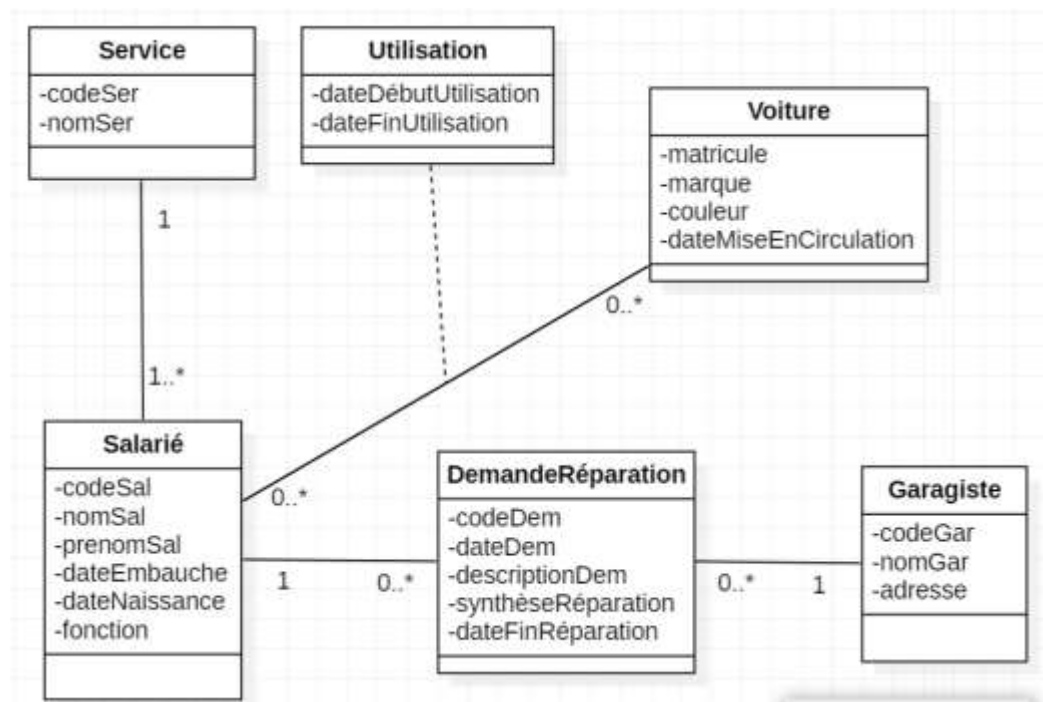 Service
-codeSer
-nomSer
Utilisation
-dateDébutUtilisation
-dateFinUtilisation
Voiture
-matricule
-marque
-couleur
-dateMiseEnCirculation
1
0..*
1..*
Salarié
-codeSal
-nomSal
-prenomSal
-dateEmbauche
-dateNaissance
-fonction
0..*
1
0..*
DemandeRéparation
-codeDem
-dateDem
-descriptionDem
-synthèseRéparation
-dateFinRéparation
0..*
1
Garagiste
-codeGar
-nomGar
-adresse